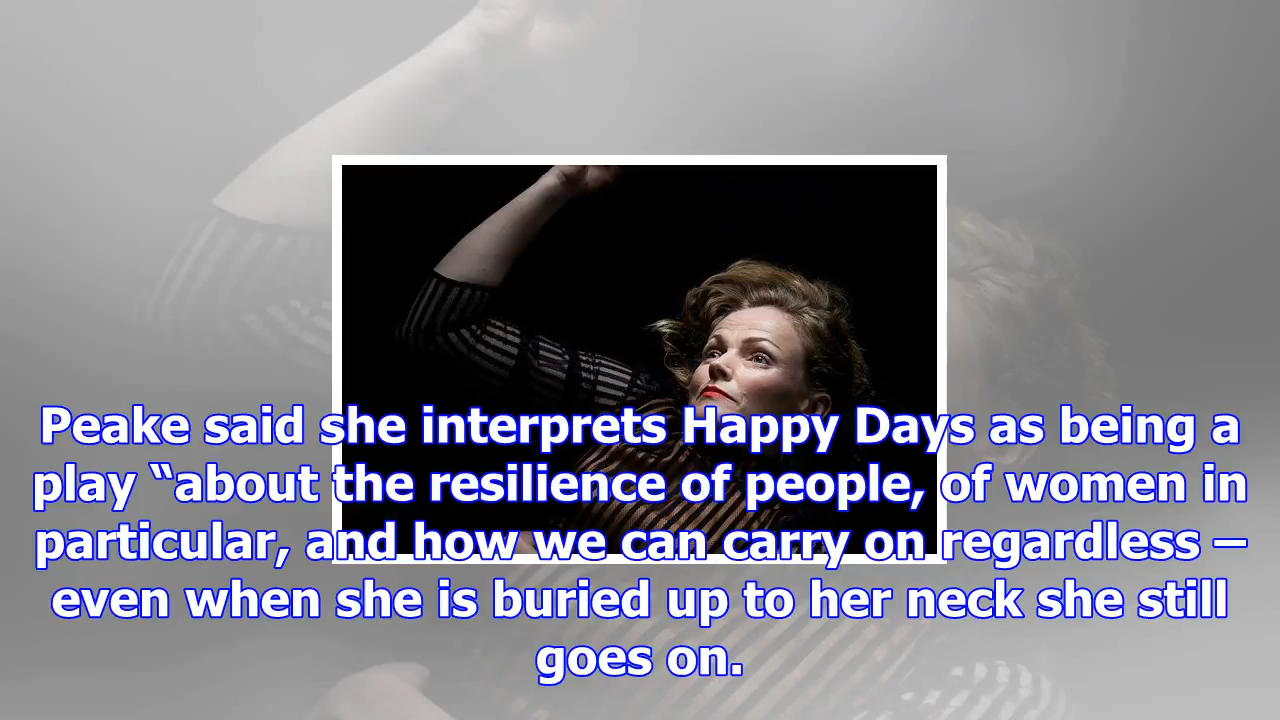 Peake said she interprets Happy Days as being a
play “about the resilience of people, of women in
particular, and how we can carry on regardless –
even when she is buried up to her neck she still
goes on.